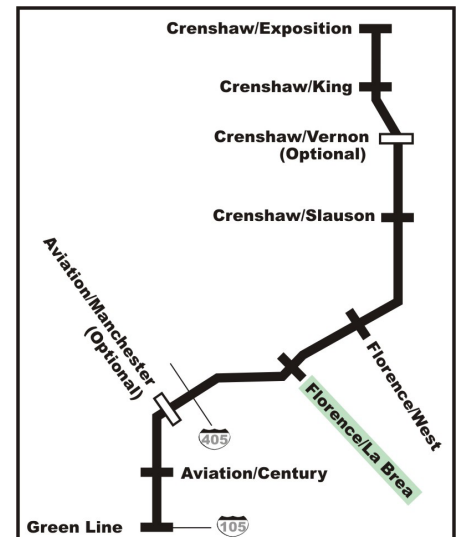 Crenshaw/Exposition
Crenshaw/King
Crenshaw/Vernon
(Optional)
Crenshaw/Slauson
Aviation/Manchester
(Optional)
Florence/West
Florence/La Brea
405
Aviation/Century
Green Line
105